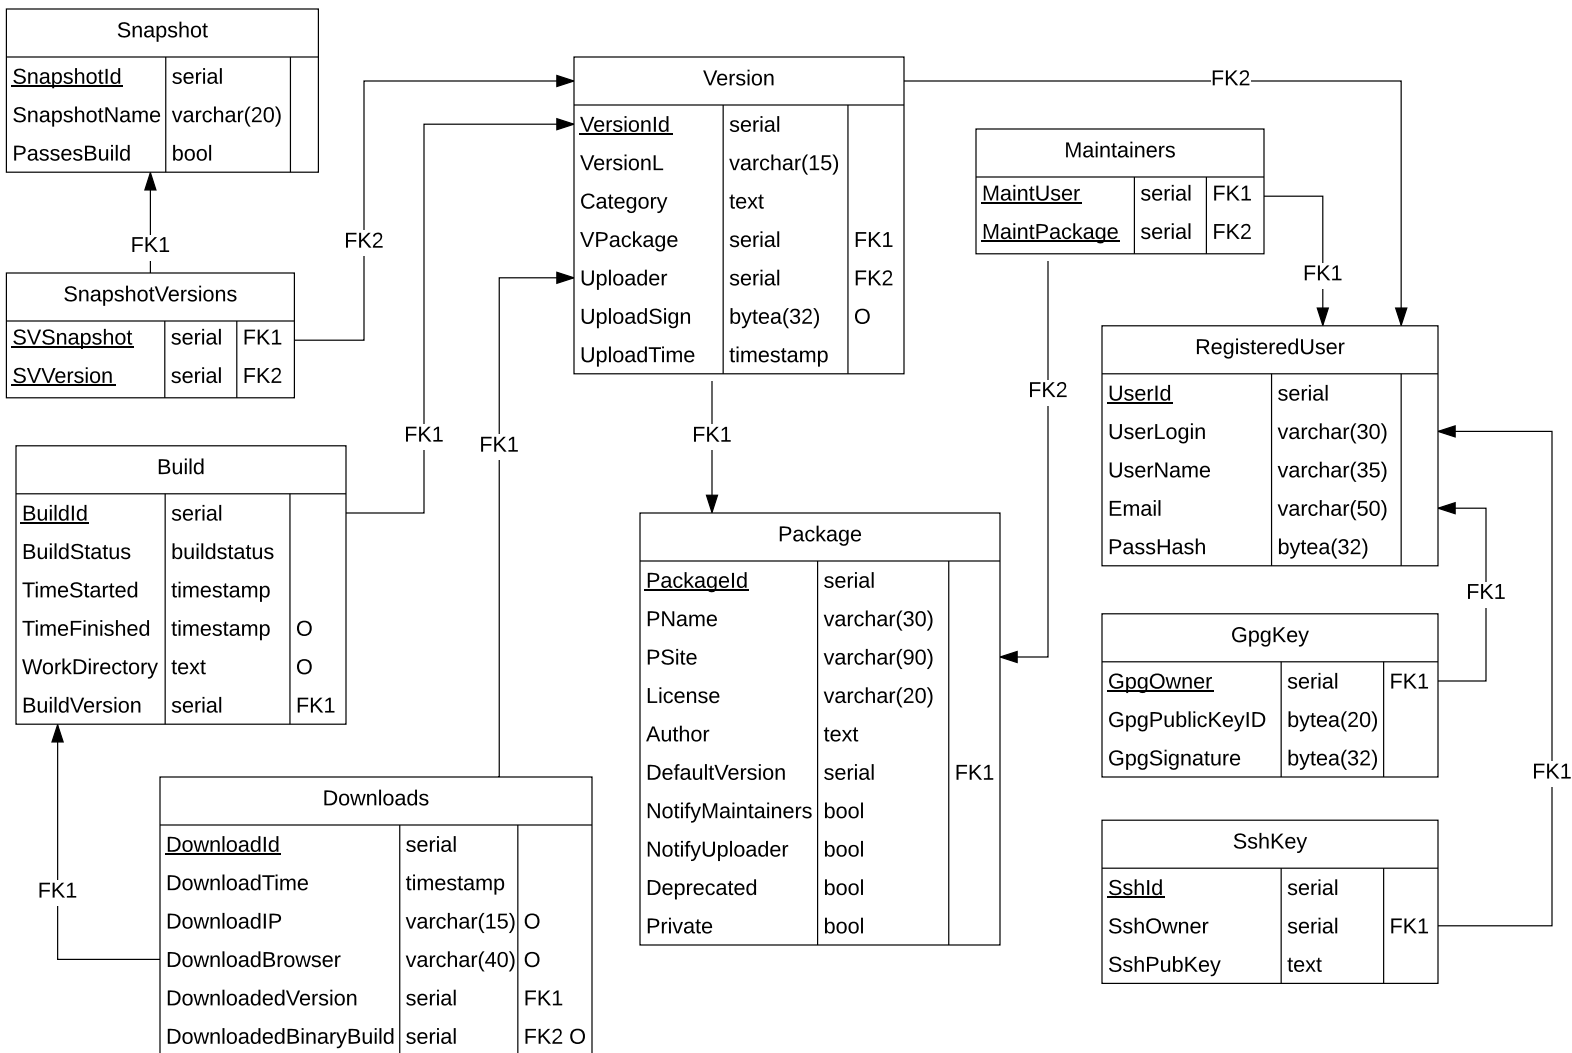 Snapshot
SnapshotId serial
SnapshotName varchar(20)
PassesBuild bool
FK1
SnapshotVersions
SVSnapshot serial FK1
SVVersion serial FK2
FK2
Version
VersionId serial
VersionL varchar(15)
Category text
VPackage serial FK1
Uploader serial FK2
UploadSign bytea(32) O
UploadTime timestamp
FK2
Maintainers
MaintUser serial FK1
MaintPackage serial FK2
FK1
FK2
RegisteredUser
UserId serial
UserLogin varchar(30)
UserName varchar(35)
Email varchar(50)
PassHash bytea(32)
FK1
FK1
FK1
Build
BuildId serial
BuildStatus buildstatus
TimeStarted timestamp
TimeFinished timestamp O
WorkDirectory text O
BuildVersion serial FK1
Package
PackageId serial
PName varchar(30)
PSite varchar(90)
License varchar(20)
Author text
DefaultVersion serial FK1
NotifyMaintainers bool
NotifyUploader bool
Deprecated bool
Private bool
FK1
GpgKey
GpgOwner serial FK1
GpgPublicKeyID bytea(20)
GpgSignature bytea(32)
FK1
SshKey
SshId serial
SshOwner serial FK1
SshPubKey text
FK1
Downloads
DownloadId serial
DownloadTime timestamp
DownloadIP varchar(15) O
DownloadBrowser varchar(40) O
DownloadedVersion serial FK1
DownloadedBinaryBuild serial FK2 O